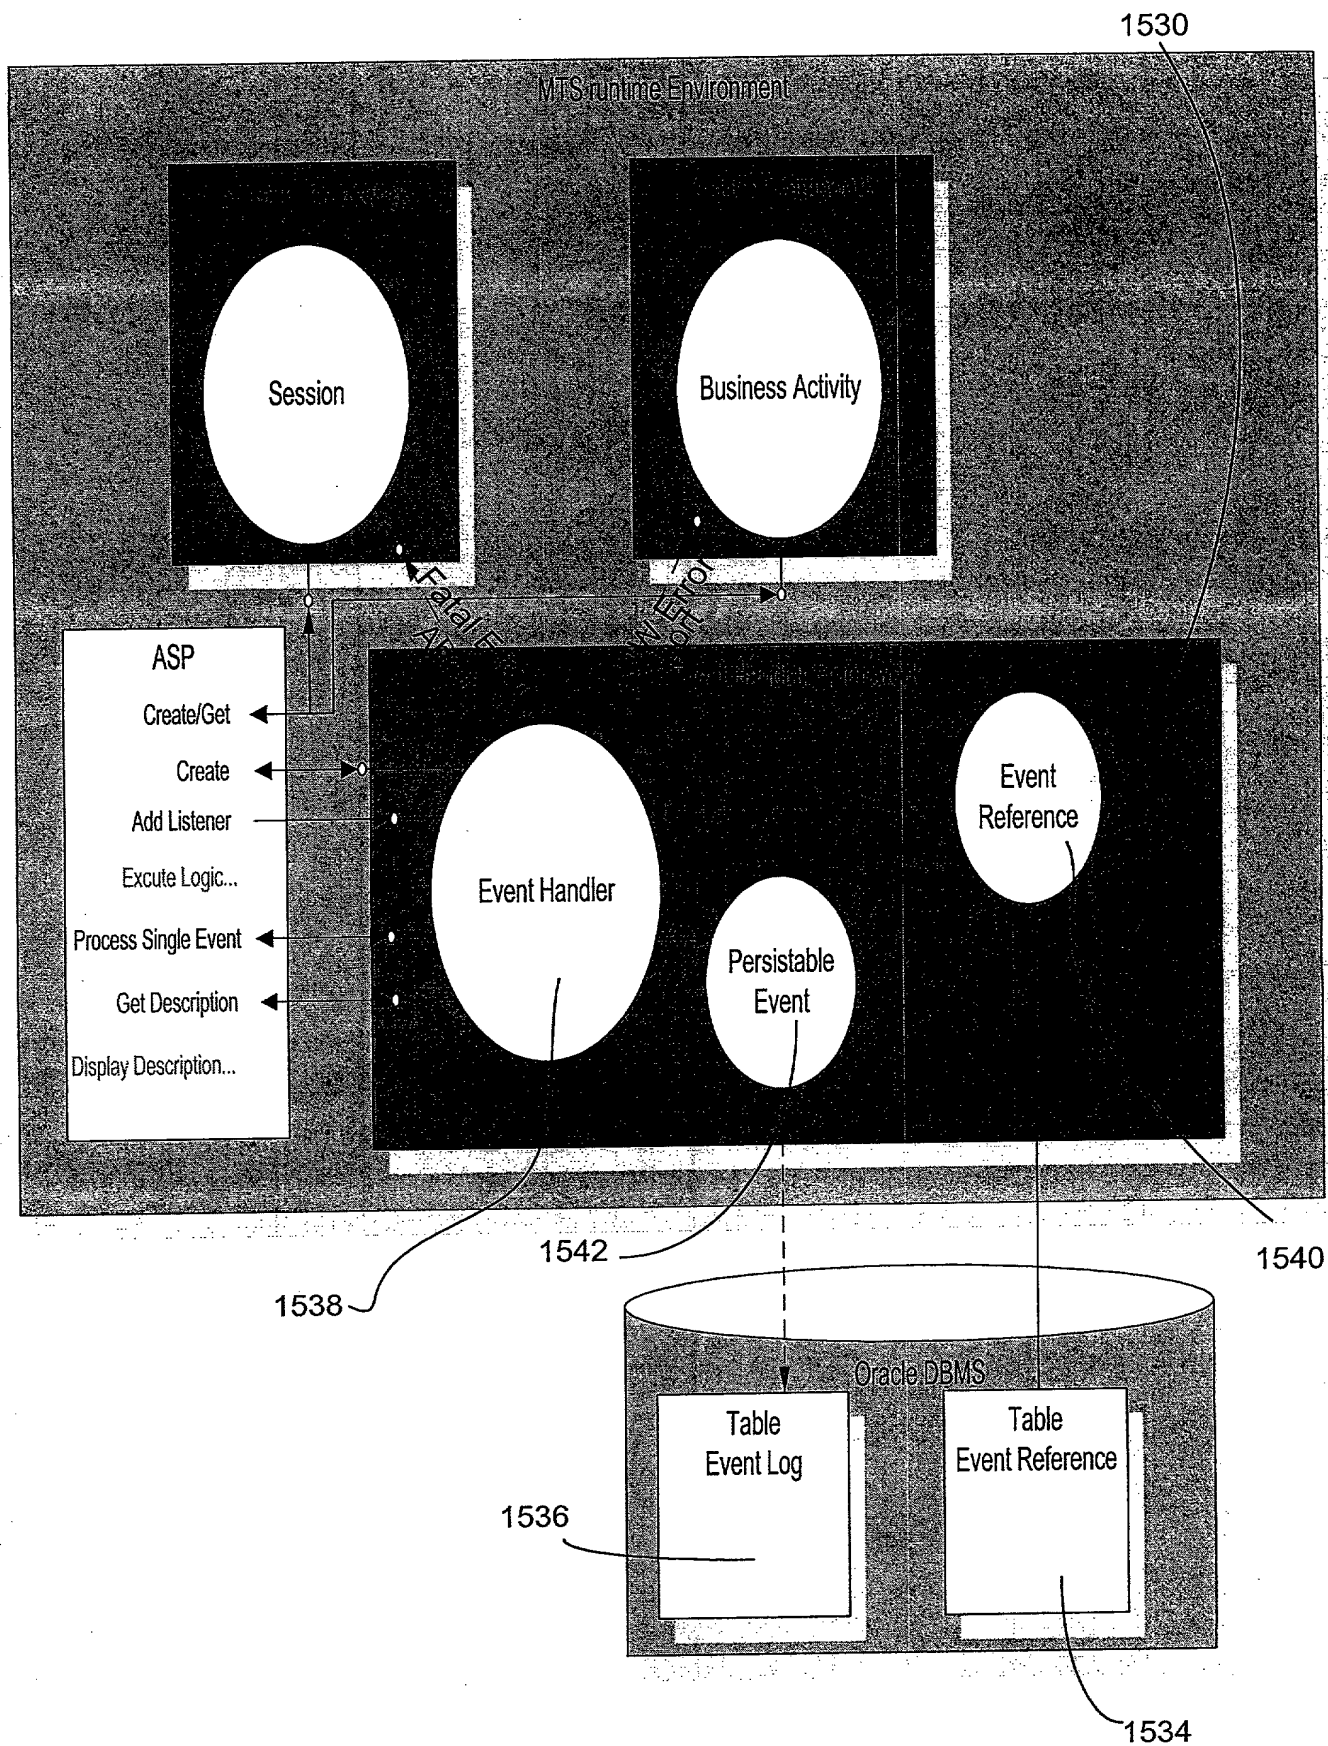 1530
MTS runtime Environment
Session
Business Activity
Fatal
W Error
ASP
Create/Get
Create
Add Listener
Excute Logic...
Process Single Event
Get Description
Display Description...
Event Handler
Persistable
Event
Event
Reference
1542
1540
1538
Oracle DBMS
Table
Event Log
Table
Event Reference
1536
1534